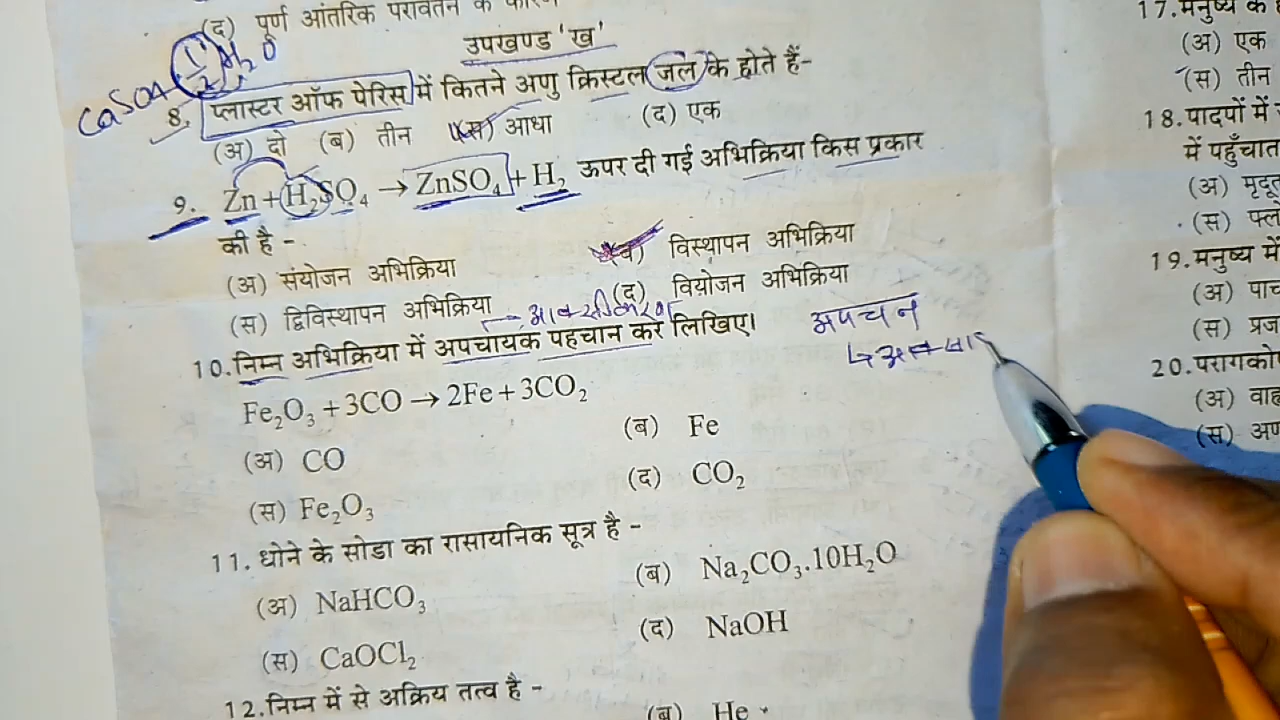 (द) पूर्ण आंतरिक परावर्तन के कारण
उपखण्ड 'ख'
CaSO4 . 1/2 H2O
8. प्लास्टर ऑफ पेरिस में कितने अणु क्रिस्टल जल के होते हैं-
(अ) दो (ब) तीन (स) आधा (द) एक
9. Zn + H₂SO₄ → ZnSO₄ + H₂ ऊपर दी गई अभिक्रिया किस प्रकार
की है -
(अ) संयोजन अभिक्रिया (ब) विस्थापन अभिक्रिया
(स) द्विविस्थापन अभिक्रिया (द) वियोजन अभिक्रिया
अपचन
10. निम्न अभिक्रिया में अपचायक पहचान कर लिखिए।
Fe₂O₃ + 3CO → 2Fe + 3CO₂
(अ) CO (ब) Fe
(स) Fe₂O₃ (द) CO₂
11. धोने के सोडा का रासायनिक सूत्र है -
(अ) NaHCO₃ (ब) Na₂CO₃.10H₂O
(स) CaOCl₂ (द) NaOH
12. निम्न में से अक्रिय तत्व है -
(ब) He
17. मनुष्य के
(अ) एक
(स) तीन
18. पादपों में
में पहुँचात
(अ) मृदूत
(स) फ्ल
19. मनुष्य में
(अ) पाच
(स) प्रज
20. परागको
(अ) वाह
(स) अण